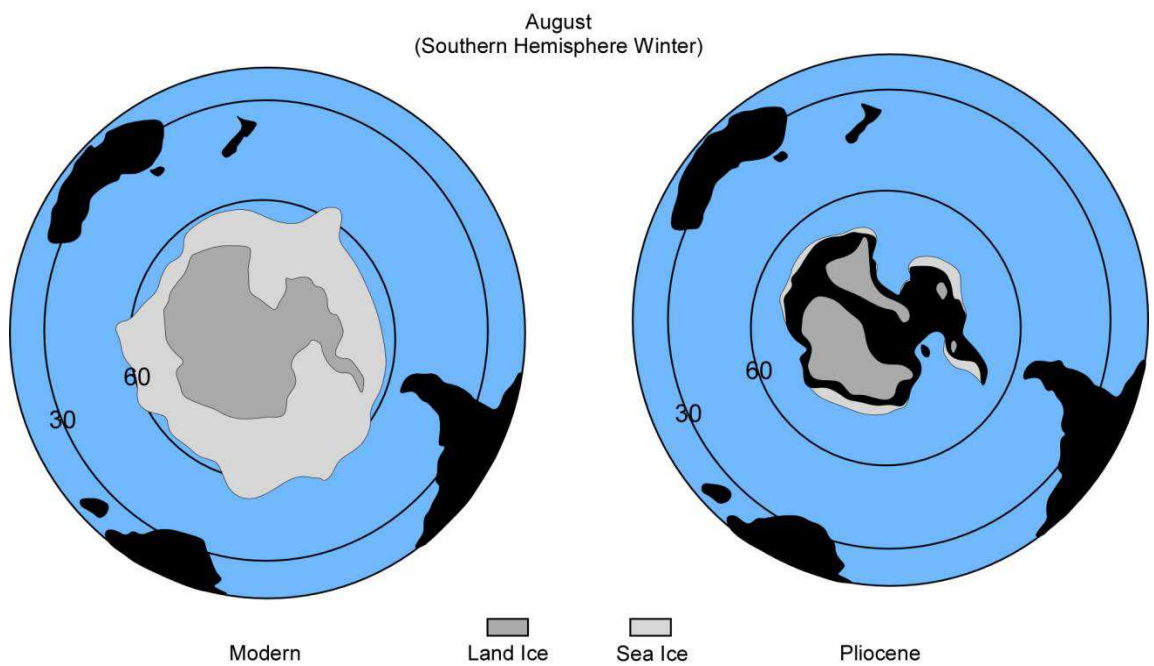 August
(Southern Hemisphere Winter)
60
30
60
30
Modern
Land Ice
Sea Ice
Pliocene